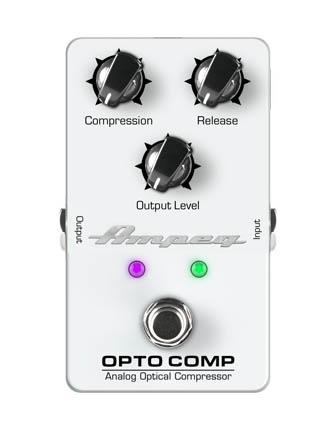 Compression
Release
Output Level
Output
Input
Ampeg
OPTO COMP
Analog Optical Compressor